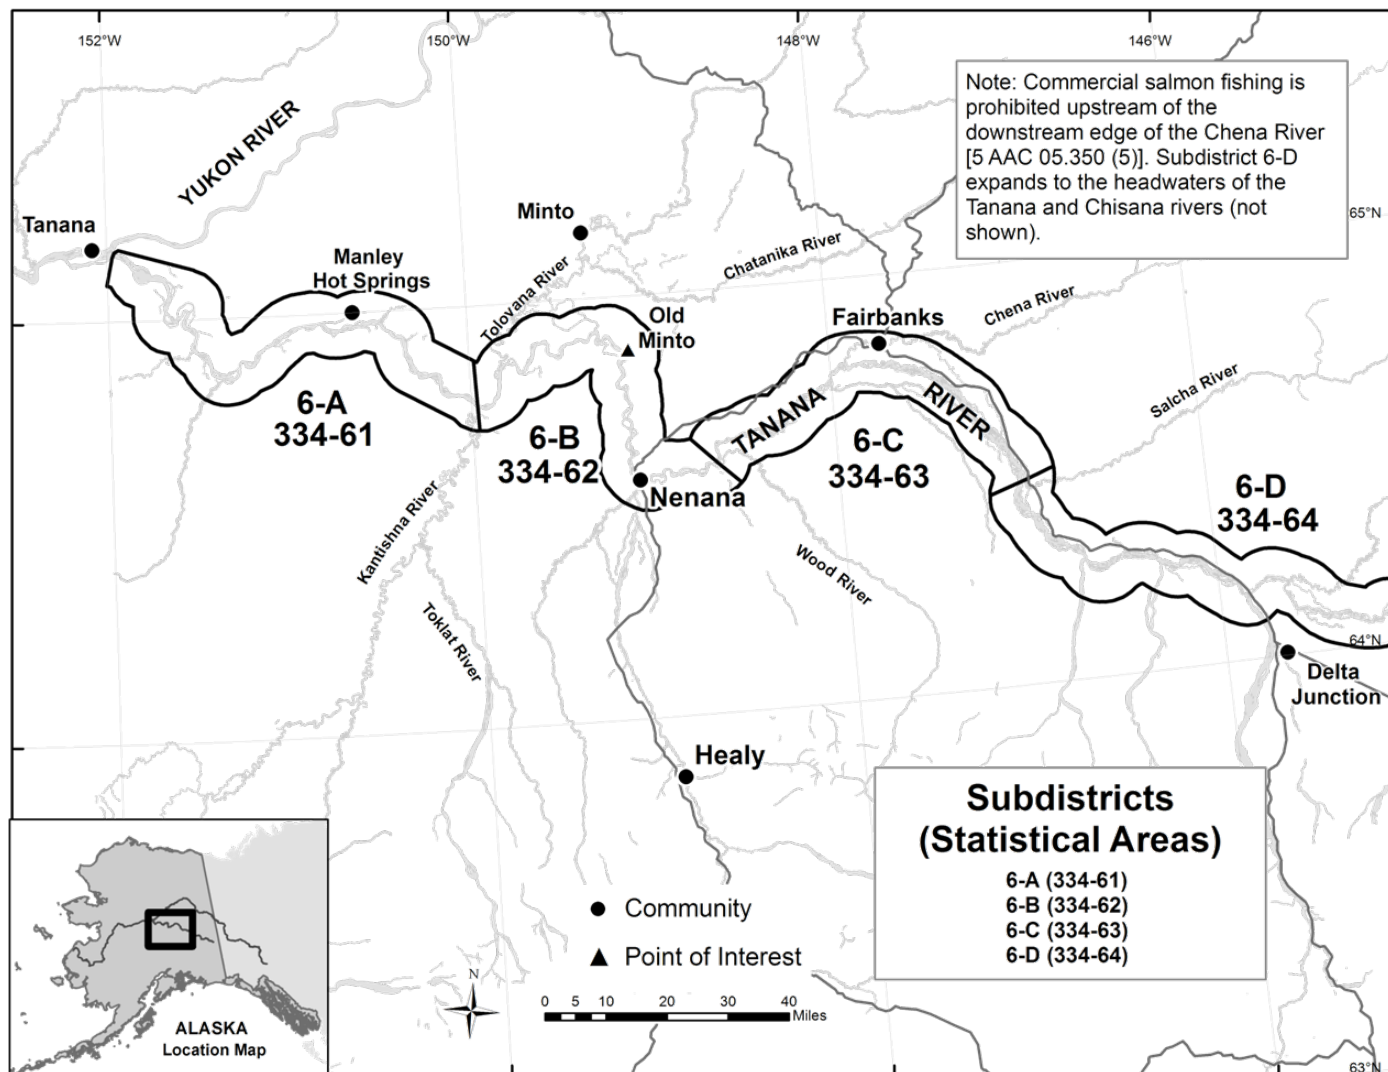 152°W
150°W
148°W
146°W
Note: Commercial salmon fishing is
prohibited upstream of the
downstream edge of the Chena River
[5 AAC 05.350 (5)]. Subdistrict 6-D
expands to the headwaters of the
Tanana and Chisana rivers (not
shown).
YUKON RIVER
65°N
Tanana
Minto
Manley
Hot Springs
Tolovana River
Chatanika River
Old
Minto
Fairbanks
Chena River
Salcha River
TANANA
RIVER
6-A
334-61
6-B
334-62
6-C
334-63
6-D
334-64
Nenana
Kantishna River
Wood River
Toklat River
64°N
Delta
Junction
Healy
Subdistricts
(Statistical Areas)
6-A (334-61)
6-B (334-62)
6-C (334-63)
6-D (334-64)
Community
Point of Interest
N
0 5 10 20 30 40
Miles
ALASKA
Location Map
63°N